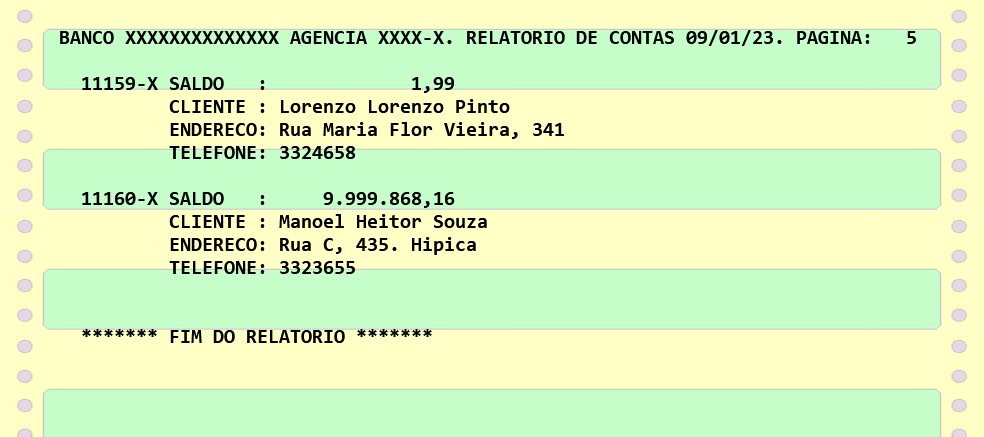 BANCO XXXXXXXXXXXXXX AGENCIA XXXX-X. RELATORIO DE CONTAS 09/01/23. PAGINA:   5
11159-X SALDO   :             1,99
CLIENTE : Lorenzo Lorenzo Pinto
ENDERECO: Rua Maria Flor Vieira, 341
TELEFONE: 3324658
11160-X SALDO   :     9.999.868,16
CLIENTE : Manoel Heitor Souza
ENDERECO: Rua C, 435. Hipica
TELEFONE: 3323655
******* FIM DO RELATORIO *******